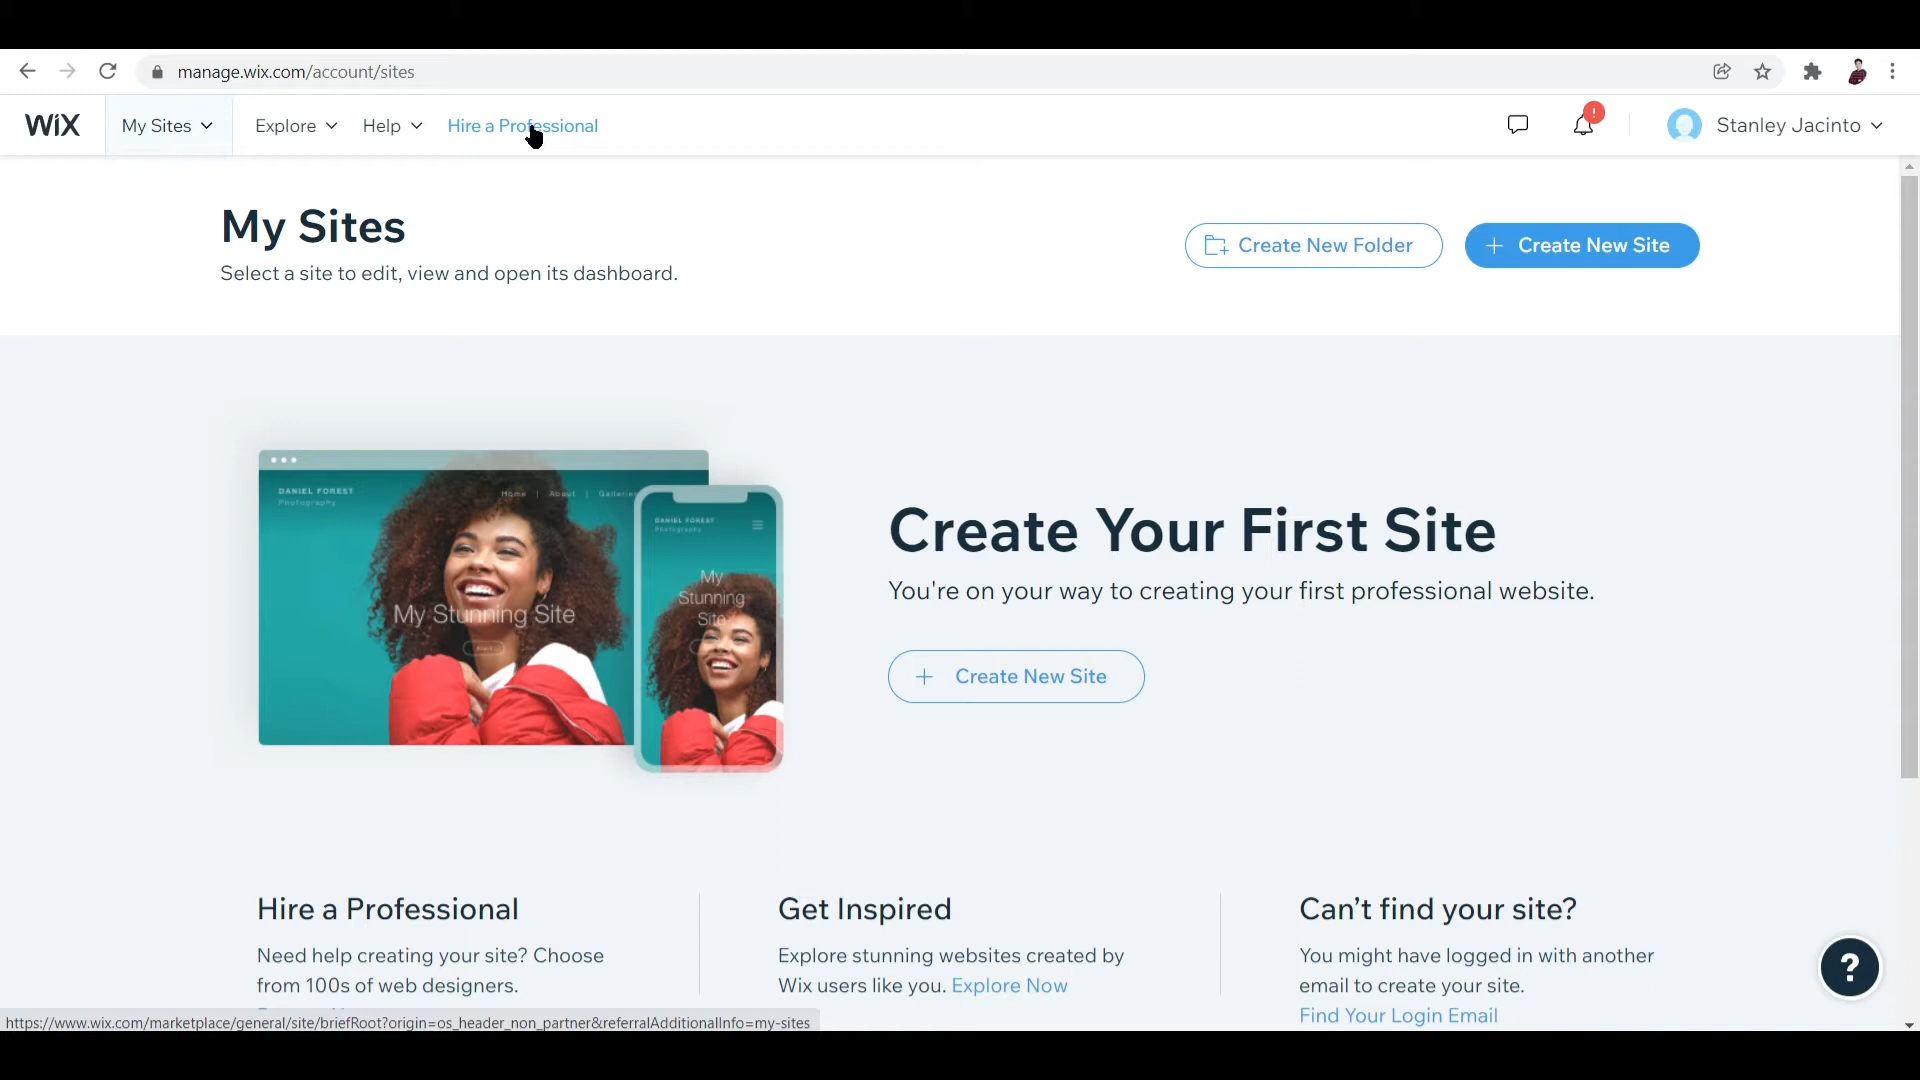 manage.wix.com/account/sites
WiX
My Sites
Explore
Help
Hire a Professional
!
Stanley Jacinto
My Sites
Select a site to edit, view and open its dashboard.
Create New Folder
+ Create New Site
DANIEL FOREST
Photography
Home | About | Galleries
My Stunning Site
DANIEL FOREST
Photography
My
Stunning
Site
Create Your First Site
You're on your way to creating your first professional website.
+ Create New Site
Hire a Professional
Need help creating your site? Choose
from 100s of web designers.
Get Inspired
Explore stunning websites created by
Wix users like you. Explore Now
Can't find your site?
You might have logged in with another
email to create your site.
Find Your Login Email
?
https://www.wix.com/marketplace/general/site/briefRoot?origin=os_header_non_partner&referralAdditionalInfo=my-sites